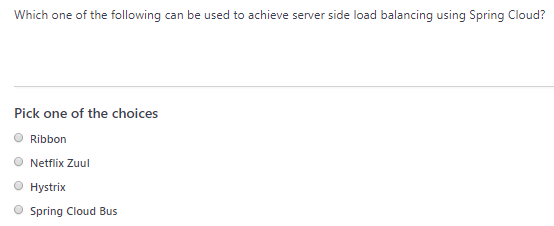 Which one of the following can be used to achieve server side load balancing using Spring Cloud?
Pick one of the choices
Ribbon
Netflix Zuul
Hystrix
Spring Cloud Bus